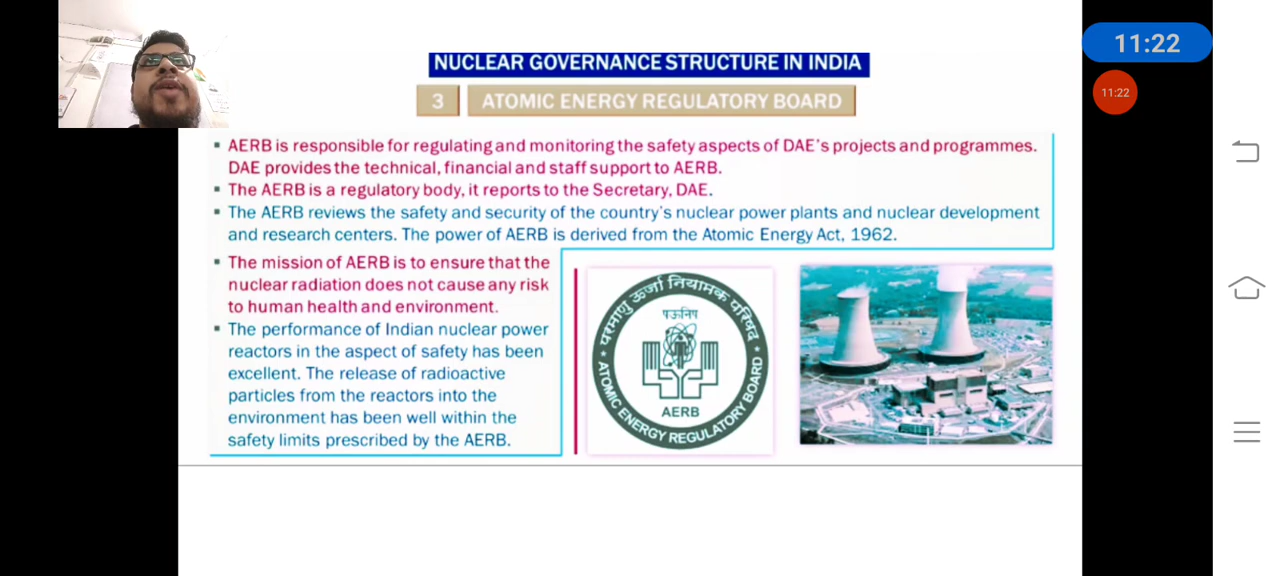 11:22
11:22
NUCLEAR GOVERNANCE STRUCTURE IN INDIA
3 ATOMIC ENERGY REGULATORY BOARD
▪ AERB is responsible for regulating and monitoring the safety aspects of DAE's projects and programmes.
DAE provides the technical, financial and staff support to AERB.
▪ The AERB is a regulatory body, it reports to the Secretary, DAE.
▪ The AERB reviews the safety and security of the country's nuclear power plants and nuclear development
and research centers. The power of AERB is derived from the Atomic Energy Act, 1962.
▪ The mission of AERB is to ensure that the
nuclear radiation does not cause any risk
to human health and environment.
▪ The performance of Indian nuclear power
reactors in the aspect of safety has been
excellent. The release of radioactive
particles from the reactors into the
environment has been well within the
safety limits prescribed by the AERB.
परमाणु ऊर्जा नियामक परिषद
पऊनिप
AERB
ATOMIC ENERGY REGULATORY BOARD